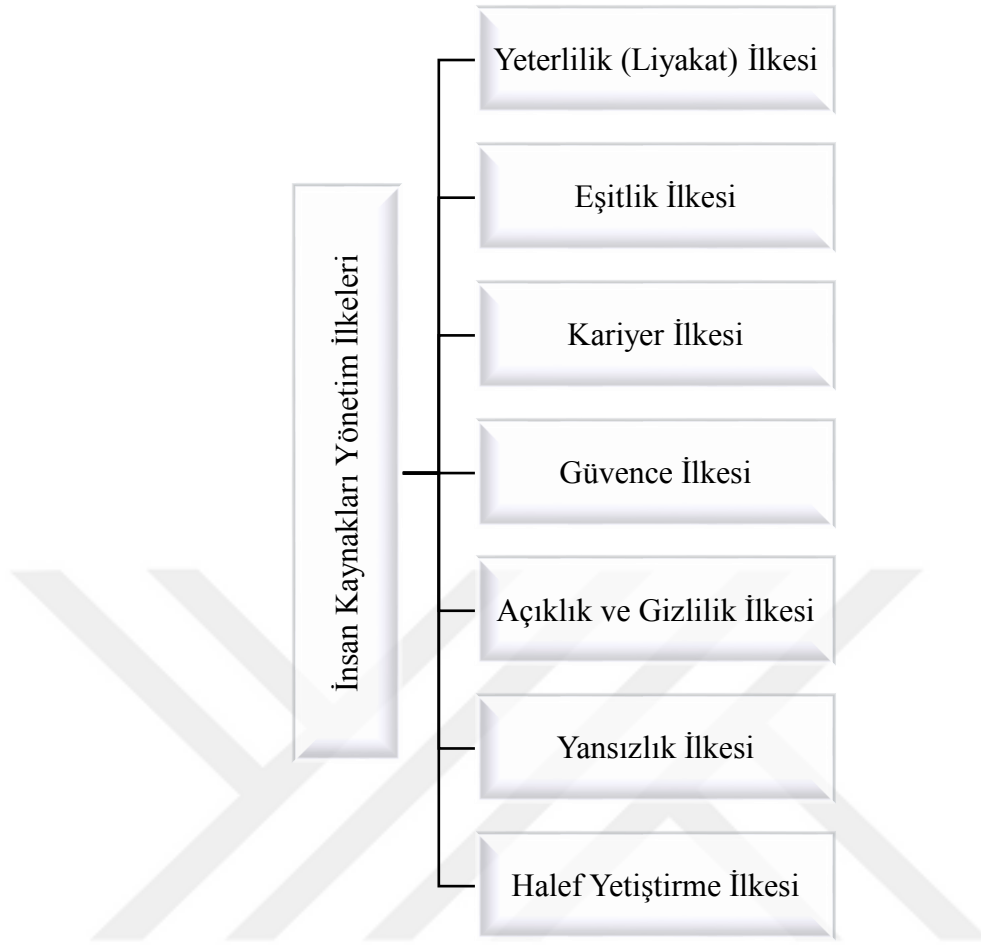 İnsan Kaynakları Yönetim İlkeleri
Yeterlilik (Liyakat) İlkesi
Eşitlik İlkesi
Kariyer İlkesi
Güvence İlkesi
Açıklık ve Gizlilik İlkesi
Yansızlık İlkesi
Halef Yetiştirme İlkesi